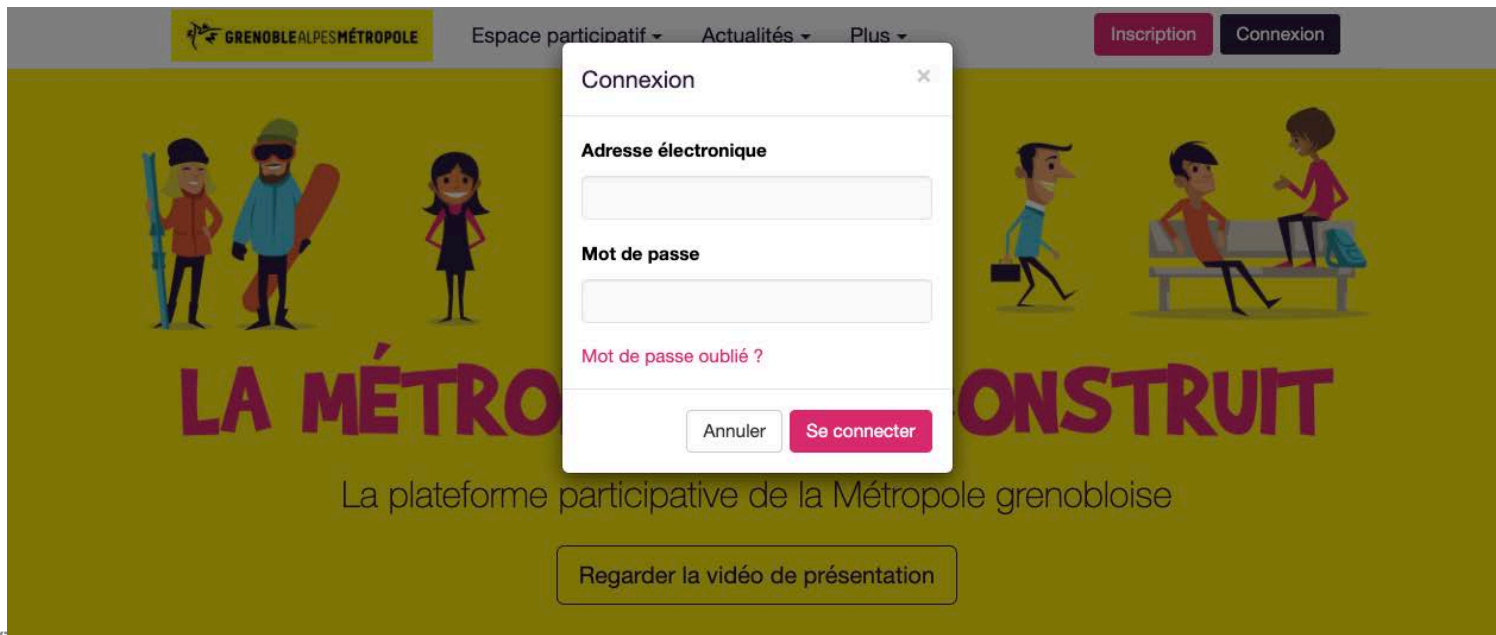 GRENOBLEALPESMÉTROPOLE
Espace participatif
Actualités
Plus
Inscription
Connexion
Connexion
×
Adresse électronique
Mot de passe
Mot de passe oublié ?
Annuler
Se connecter
LA MÉTRO ONSTRUIT
La plateforme participative de la Métropole grenobloise
Regarder la vidéo de présentation